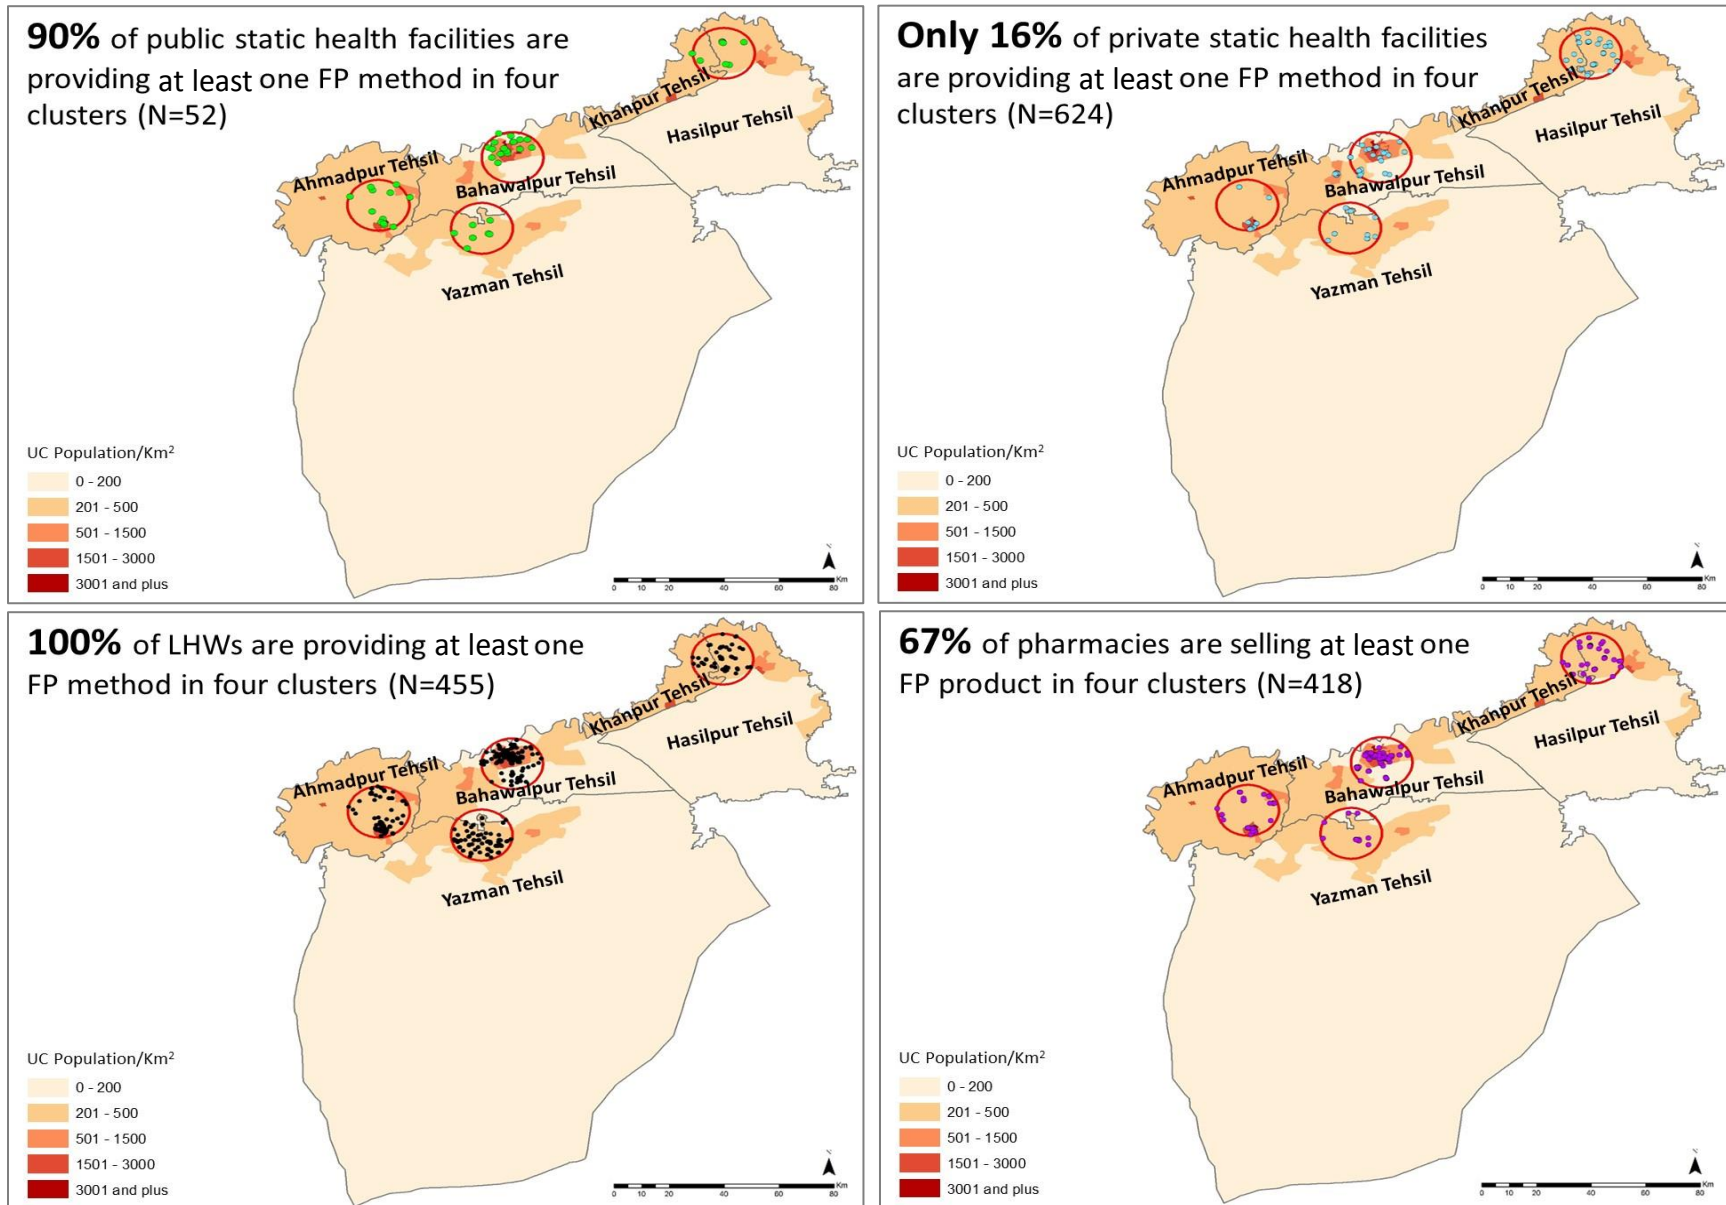 90% of public static health facilities are
providing at least one FP method in four
clusters (N=52)
Khanpur Tehsil
Hasilpur Tehsil
Ahmadpur Tehsil
Bahawalpur Tehsil
Yazman Tehsil
UC Population/Km2
0 - 200
201 - 500
501 - 1500
1501 - 3000
3001 and plus
N
0 10 20 40 60 80 Km
Only 16% of private static health facilities
are providing at least one FP method in four
clusters (N=624)
Khanpur Tehsil
Hasilpur Tehsil
Ahmadpur Tehsil
Bahawalpur Tehsil
Yazman Tehsil
UC Population/Km2
0 - 200
201 - 500
501 - 1500
1501 - 3000
3001 and plus
N
0 10 20 40 60 80 Km
100% of LHWs are providing at least one
FP method in four clusters (N=455)
Khanpur Tehsil
Hasilpur Tehsil
Ahmadpur Tehsil
Bahawalpur Tehsil
Yazman Tehsil
UC Population/Km2
0 - 200
201 - 500
501 - 1500
1501 - 3000
3001 and plus
N
0 10 20 40 60 80 Km
67% of pharmacies are selling at least one
FP product in four clusters (N=418)
Khanpur Tehsil
Hasilpur Tehsil
Ahmadpur Tehsil
Bahawalpur Tehsil
Yazman Tehsil
UC Population/Km2
0 - 200
201 - 500
501 - 1500
1501 - 3000
3001 and plus
N
0 10 20 40 60 80 Km